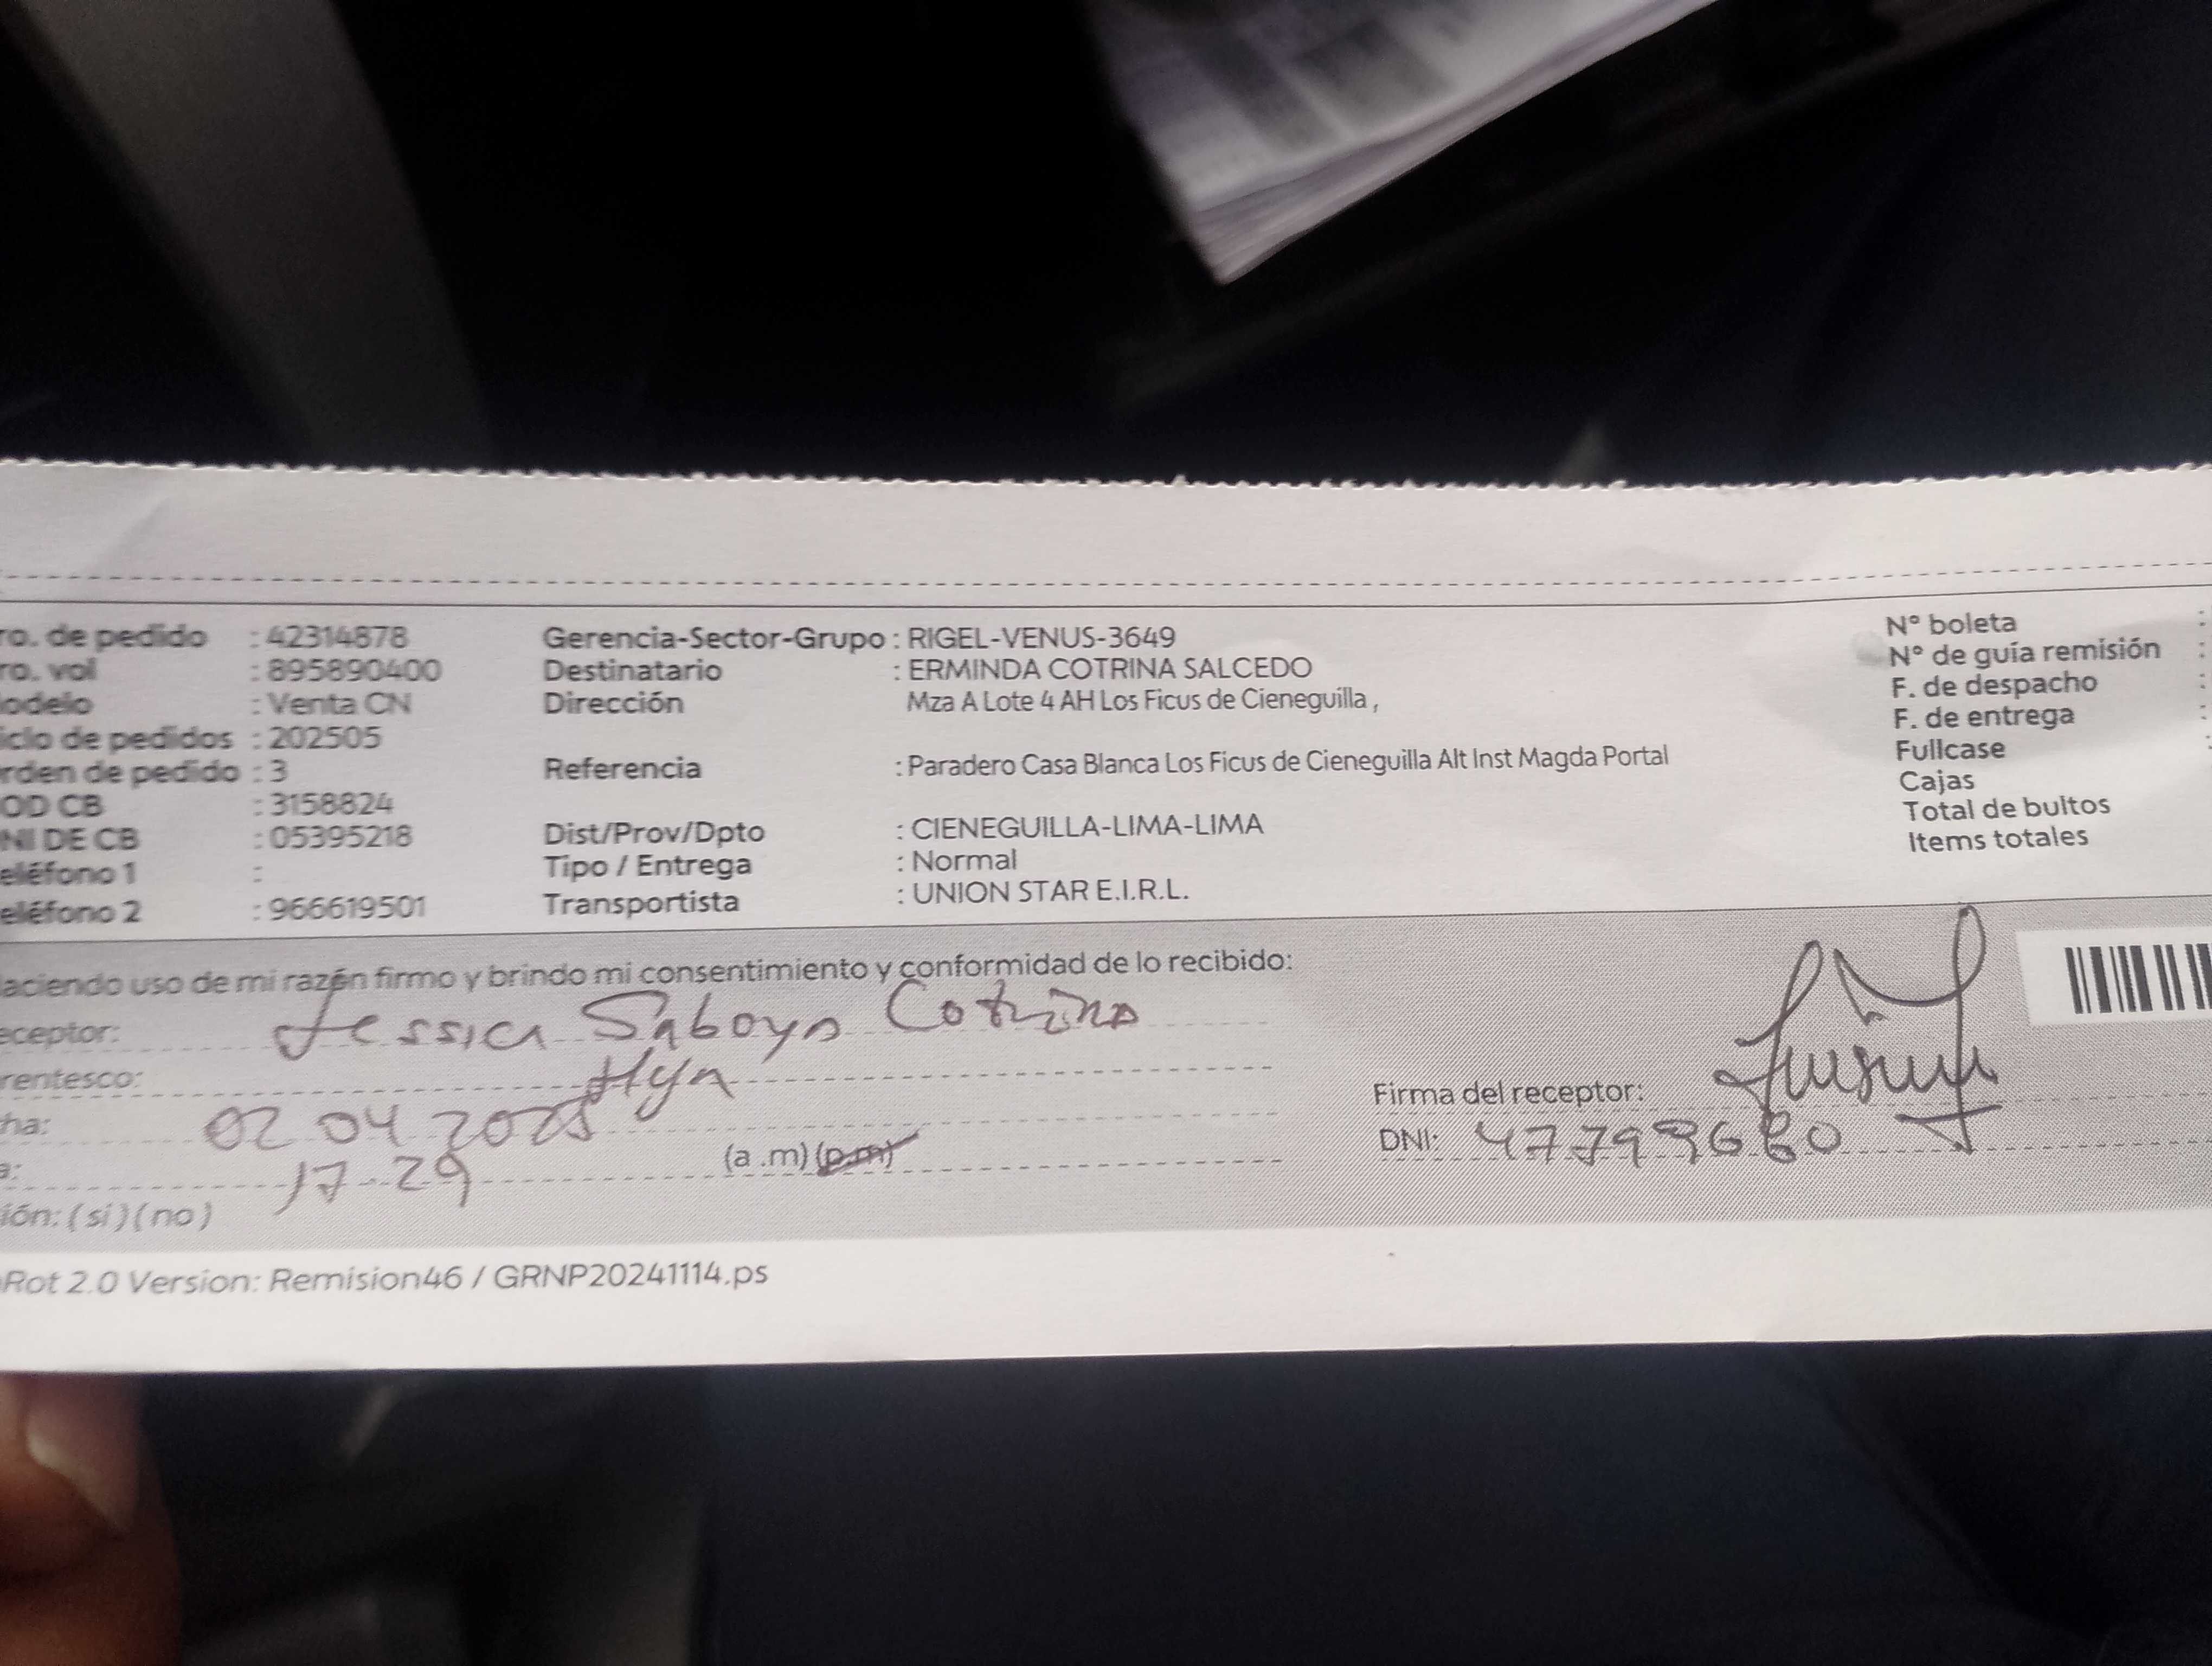 ro. de pedido : 42314878 Gerencia-Sector-Grupo : RIGEL-VENUS-3649 N° boleta :
ro. vol : 895890400 Destinatario : ERMINDA COTRINA SALCEDO N° de guía remisión :
odelo : Venta CN Dirección Mza A Lote 4 AH Los Ficus de Cieneguilla , F. de despacho :
iclo de pedidos : 202505 F. de entrega :
rden de pedido : 3 Referencia : Paradero Casa Blanca Los Ficus de Cieneguilla Alt Inst Magda Portal Fullcase :
OD CB : 3158824 Cajas
NI DE CB : 05395218 Dist/Prov/Dpto : CIENEGUILLA-LIMA-LIMA Total de bultos
eléfono 1 : Tipo / Entrega : Normal Items totales
eléfono 2 : 966619501 Transportista : UNION STAR E.I.R.L.
aciendo uso de mi razón firmo y brindo mi consentimiento y conformidad de lo recibido:
eceptor: Jessica Saboya Cotrina
rentesco: Hija
Firma del receptor:
ha: 02 04 2025
DNI: 47799680
a: 17.29 (a .m) (p.m)
ión: (si) (no)
Rot 2.0 Version: Remision46 / GRNP20241114.ps